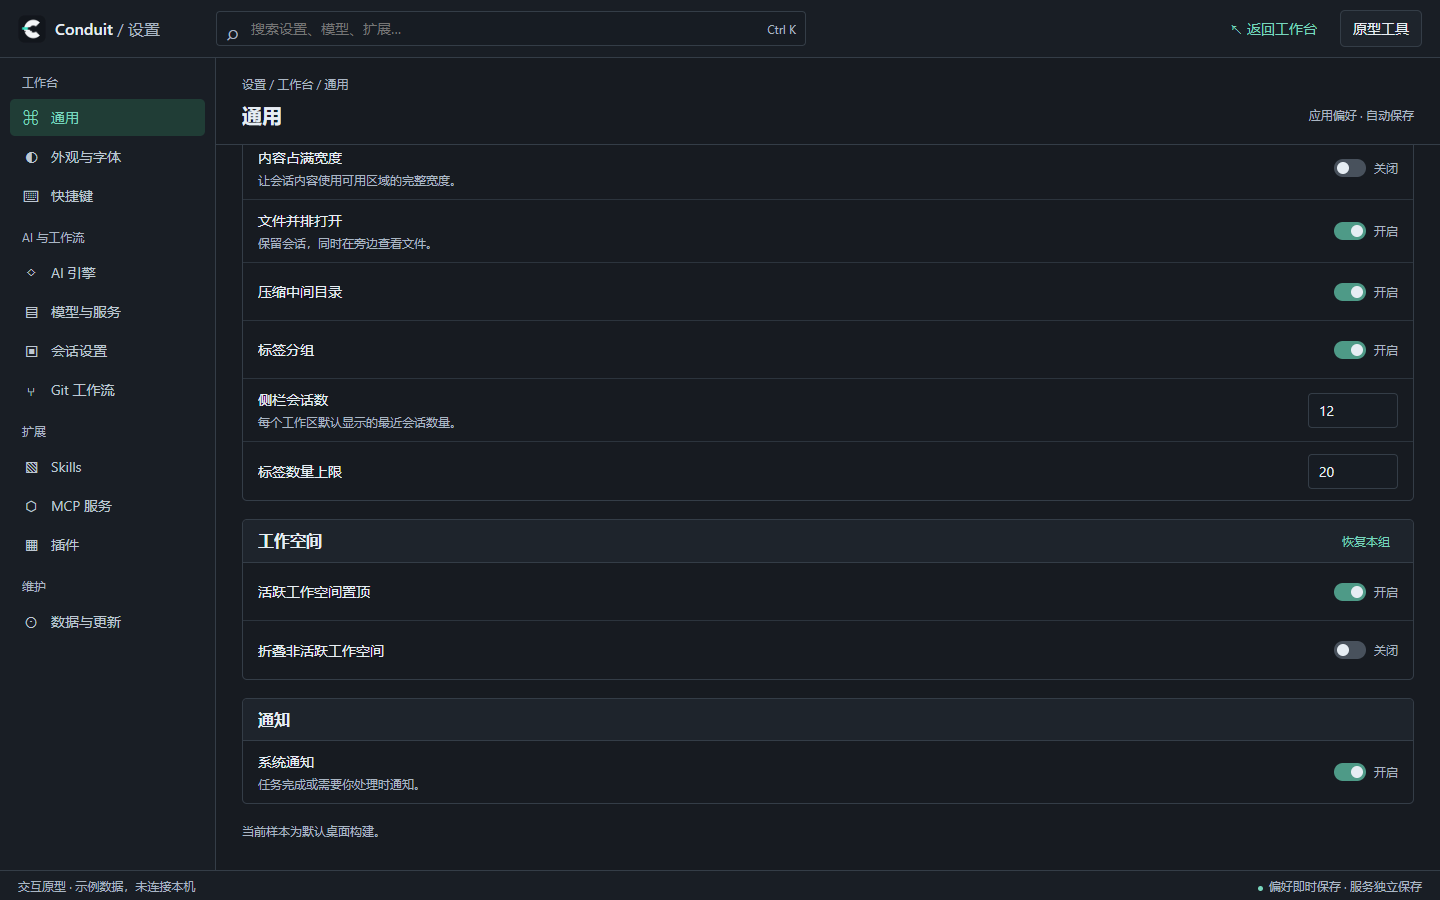 Conduit / 设置
搜索设置、模型、扩展...
Ctrl K
↖ 返回工作台
原型工具
工作台
通用
外观与字体
快捷键
AI 与工作流
AI 引擎
模型与服务
会话设置
Git 工作流
扩展
Skills
MCP 服务
插件
维护
数据与更新
设置 / 工作台 / 通用
通用
应用偏好 · 自动保存
内容占满宽度
让会话内容使用可用区域的完整宽度。
关闭
文件并排打开
保留会话，同时在旁边查看文件。
开启
压缩中间目录
开启
标签分组
开启
侧栏会话数
每个工作区默认显示的最近会话数量。
12
标签数量上限
20
工作空间
恢复本组
活跃工作空间置顶
开启
折叠非活跃工作空间
关闭
通知
系统通知
任务完成或需要你处理时通知。
开启
当前样本为默认桌面构建。
交互原型 · 示例数据，未连接本机
● 偏好即时保存 · 服务独立保存